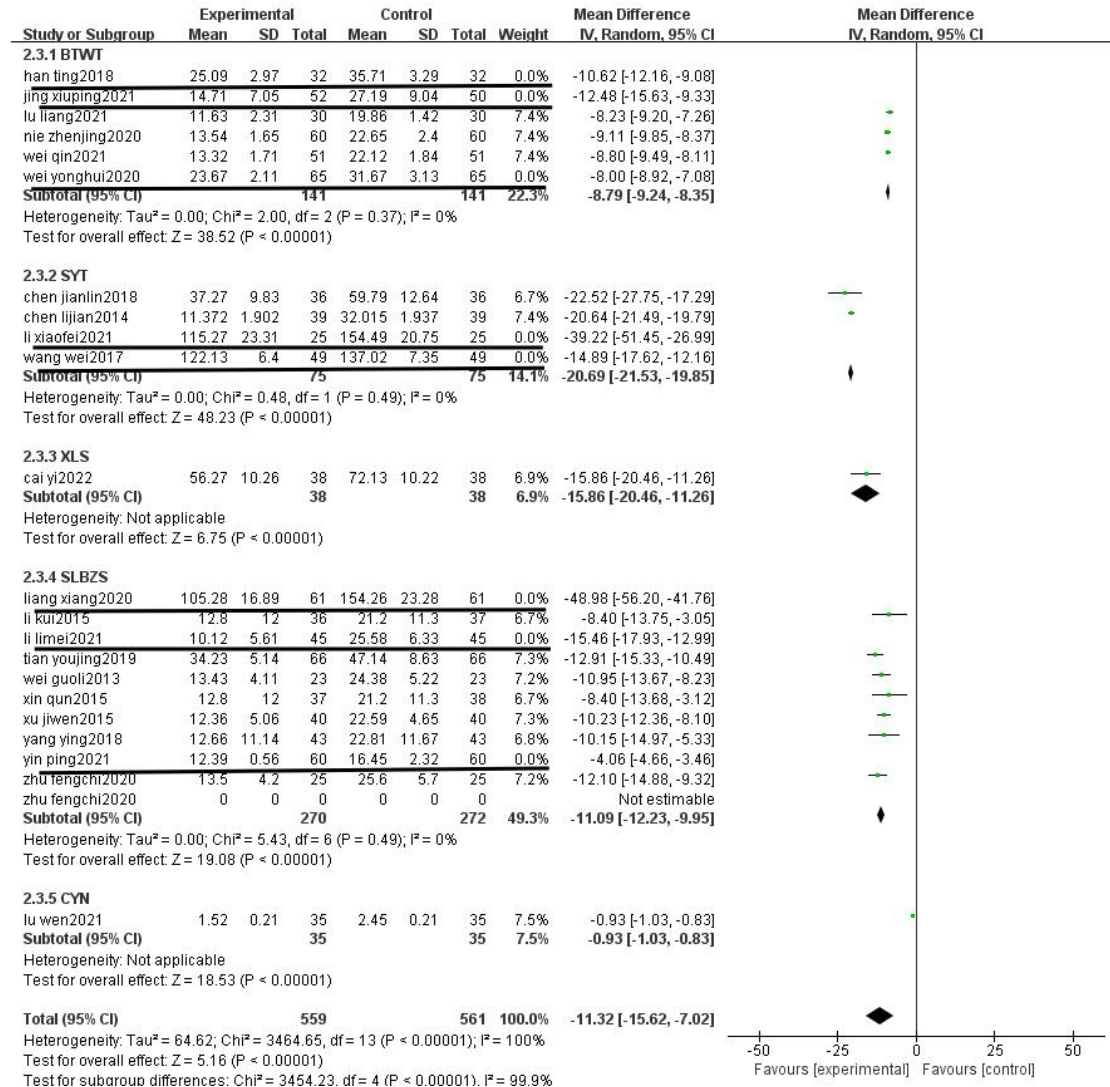 Experimental Control Mean Difference Mean Difference
Study or Subgroup Mean SD Total Mean SD Total Weight IV, Random, 95% CI IV, Random, 95% CI
2.3.1 BTWT
han ting2018 25.09 2.97 32 35.71 3.29 32 0.0% -10.62 [-12.16, -9.08]
jing xiuping2021 14.71 7.05 52 27.19 9.04 50 0.0% -12.48 [-15.63, -9.33]
lu liang2021 11.63 2.31 30 19.86 1.42 30 7.4% -8.23 [-9.20, -7.26]
nie zhenjing2020 13.54 1.65 60 22.65 2.4 60 7.4% -9.11 [-9.85, -8.37]
wei qin2021 13.32 1.71 51 22.12 1.84 51 7.4% -8.80 [-9.49, -8.11]
wei yonghui2020 23.67 2.11 65 31.67 3.13 65 0.0% -8.00 [-8.92, -7.08]
Subtotal (95% CI) 141 141 22.3% -8.79 [-9.24, -8.35]
Heterogeneity: Tau² = 0.00; Chi² = 2.00, df = 2 (P = 0.37); I² = 0%
Test for overall effect: Z = 38.52 (P < 0.00001)
2.3.2 SYT
chen jianlin2018 37.27 9.83 36 59.79 12.64 36 6.7% -22.52 [-27.75, -17.29]
chen lijian2014 11.372 1.902 39 32.015 1.937 39 7.4% -20.64 [-21.49, -19.79]
li xiaofei2021 115.27 23.31 25 154.49 20.75 25 0.0% -39.22 [-51.45, -26.99]
wang wei2017 122.13 6.4 49 137.02 7.35 49 0.0% -14.89 [-17.62, -12.16]
Subtotal (95% CI) 75 75 14.1% -20.69 [-21.53, -19.85]
Heterogeneity: Tau² = 0.00; Chi² = 0.48, df = 1 (P = 0.49); I² = 0%
Test for overall effect: Z = 48.23 (P < 0.00001)
2.3.3 XLS
cai yi2022 56.27 10.26 38 72.13 10.22 38 6.9% -15.86 [-20.46, -11.26]
Subtotal (95% CI) 38 38 6.9% -15.86 [-20.46, -11.26]
Heterogeneity: Not applicable
Test for overall effect: Z = 6.75 (P < 0.00001)
2.3.4 SLBZS
liang xiang2020 105.28 16.89 61 154.26 23.28 61 0.0% -48.98 [-56.20, -41.76]
li kui2015 12.8 12 36 21.2 11.3 37 6.7% -8.40 [-13.75, -3.05]
li limei2021 10.12 5.61 45 25.58 6.33 45 0.0% -15.46 [-17.93, -12.99]
tian youjing2019 34.23 5.14 66 47.14 8.63 66 7.3% -12.91 [-15.33, -10.49]
wei guoli2013 13.43 4.11 23 24.38 5.22 23 7.2% -10.95 [-13.67, -8.23]
xin qun2015 12.8 12 37 21.2 11.3 38 6.7% -8.40 [-13.68, -3.12]
xu jiwen2015 12.36 5.06 40 22.59 4.65 40 7.3% -10.23 [-12.36, -8.10]
yang ying2018 12.66 11.14 43 22.81 11.67 43 6.8% -10.15 [-14.97, -5.33]
yin ping2021 12.39 0.56 60 16.45 2.32 60 0.0% -4.06 [-4.66, -3.46]
zhu fengchi2020 13.5 4.2 25 25.6 5.7 25 7.2% -12.10 [-14.88, -9.32]
zhu fengchi2020 0 0 0 0 0 0 Not estimable
Subtotal (95% CI) 270 272 49.3% -11.09 [-12.23, -9.95]
Heterogeneity: Tau² = 0.00; Chi² = 5.43, df = 6 (P = 0.49); I² = 0%
Test for overall effect: Z = 19.08 (P < 0.00001)
2.3.5 CYN
lu wen2021 1.52 0.21 35 2.45 0.21 35 7.5% -0.93 [-1.03, -0.83]
Subtotal (95% CI) 35 35 7.5% -0.93 [-1.03, -0.83]
Heterogeneity: Not applicable
Test for overall effect: Z = 18.53 (P < 0.00001)
Total (95% CI) 559 561 100.0% -11.32 [-15.62, -7.02]
Heterogeneity: Tau² = 64.62; Chi² = 3464.65, df = 13 (P < 0.00001); I² = 100%
Test for overall effect: Z = 5.16 (P < 0.00001)
Test for subgroup differences: Chi² = 3454.23, df = 4 (P < 0.00001), I² = 99.9%
-50 -25 0 25 50
Favours [experimental] Favours [control]